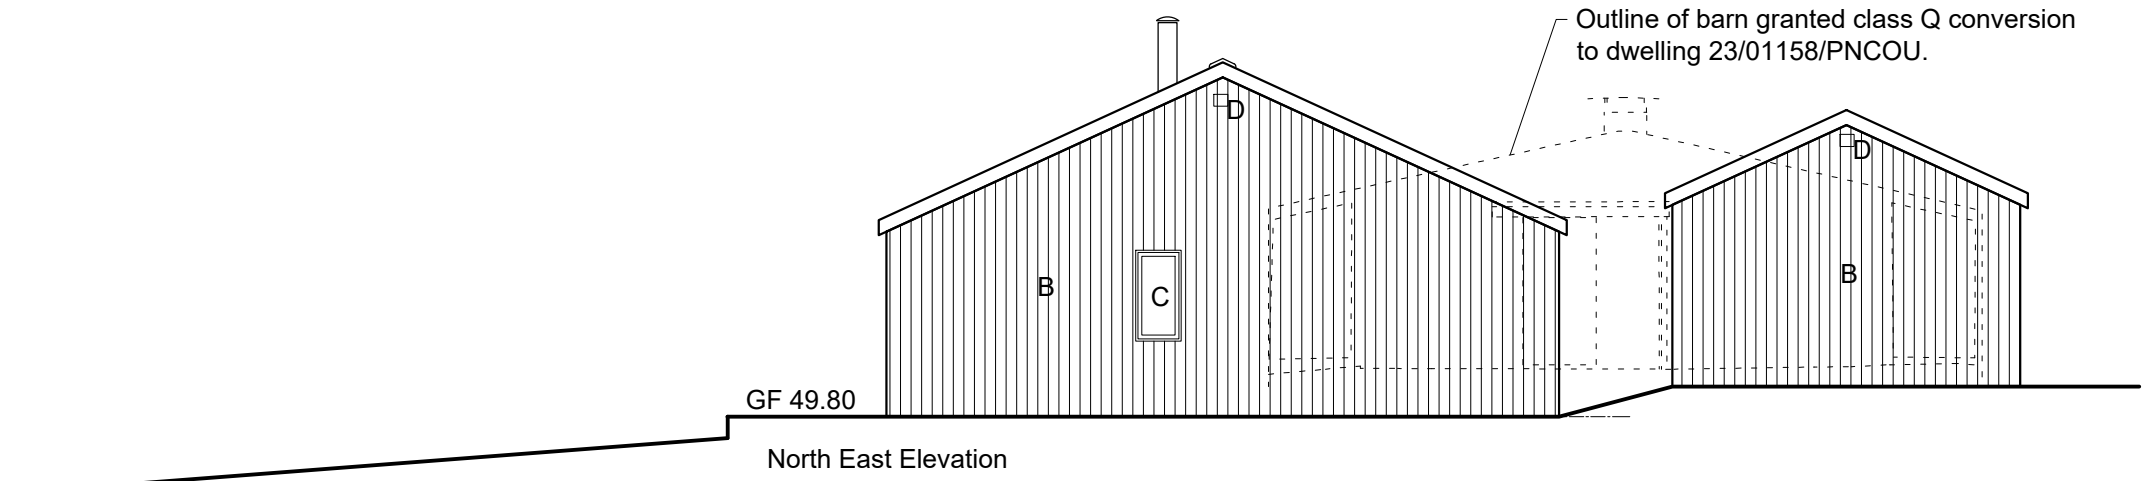 Outline of barn granted class Q conversion
to dwelling 23/01158/PNCOU.
D
D
B
C
B
GF 49.80
North East Elevation